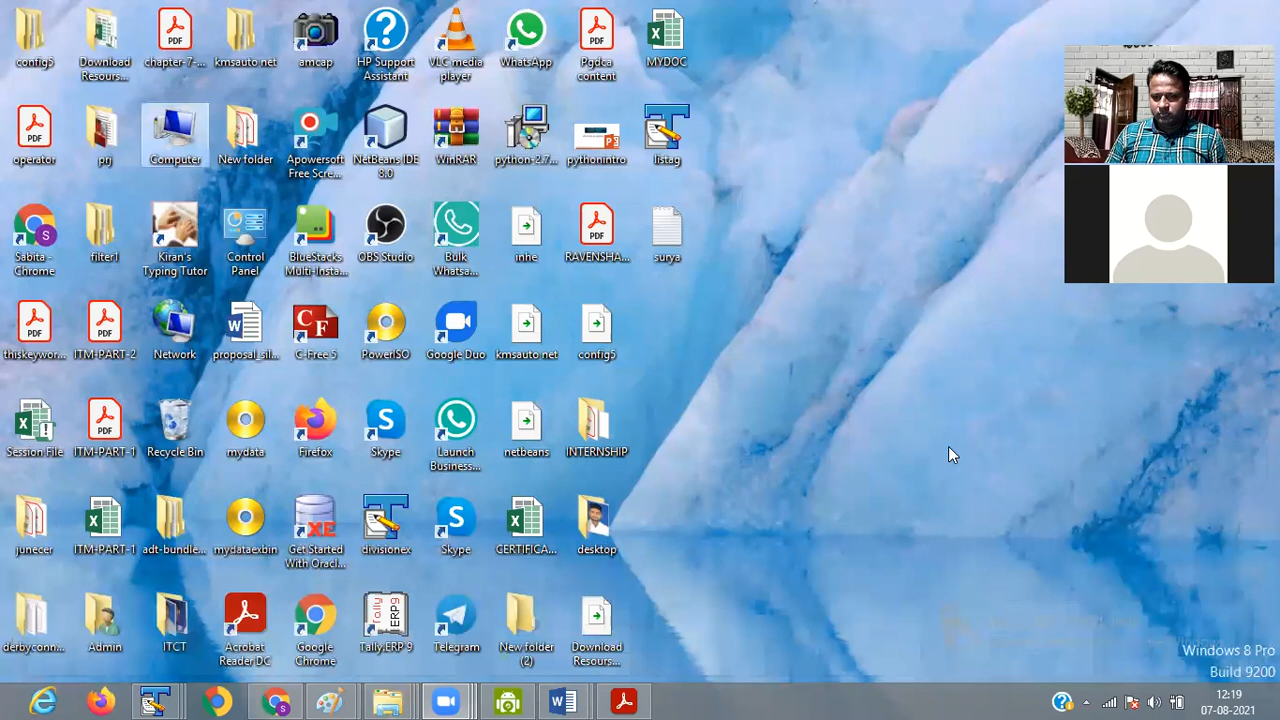 config5
Download
Resours...
chapter-7-...
kmsauto net
amcap
HP Support
Assistant
VLC media
player
WhatsApp
Pgdca
content
MYDOC
operator
prj
Computer
New folder
Apowersoft
Free Scre...
NetBeans IDE
8.0
WinRAR
python-2.7...
pythonintro
listag
Sabita -
Chrome
filter1
Kiran's
Typing Tutor
Control
Panel
BlueStacks
Multi-Insta...
OBS Studio
Bulk
Whatsa...
inhe
RAVENSHA...
surya
thiskeywor...
ITM-PART-2
Network
proposal_sil...
C-Free 5
PowerISO
Google Duo
kmsauto net
config5
Session File
ITM-PART-1
Recycle Bin
mydata
Firefox
Skype
Launch
Business...
netbeans
INTERNSHIP
junecer
ITM-PART-1
adt-bundle...
mydataexbin
Get Started
With Oracl...
divisionex
Skype
CERTIFICA...
desktop
derbyconn...
Admin
ITCT
Acrobat
Reader DC
Google
Chrome
Tally.ERP 9
Telegram
New folder
(2)
Download
Resours...
Windows 8 Pro
Build 9200
12:19
07-08-2021